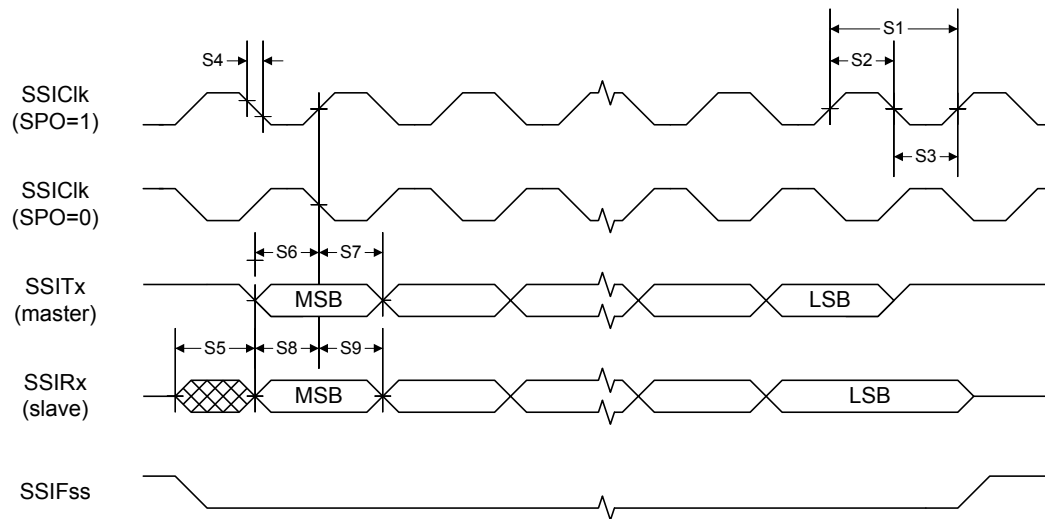 S1
S4
S2
SSIClk
(SPO=1)
S3
SSIClk
(SPO=0)
S6
S7
SSITx
(master)
MSB
LSB
S5
S8
S9
SSIRx
(slave)
MSB
LSB
SSIFss